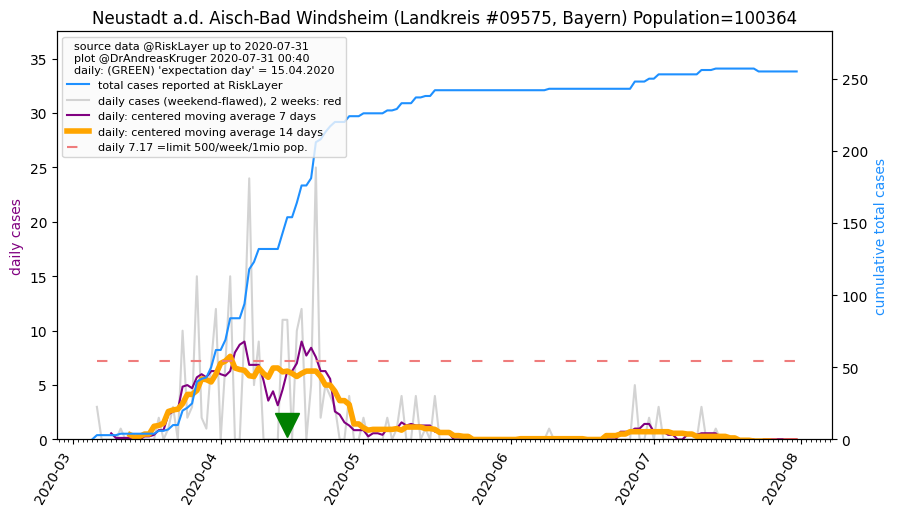 Neustadt a.d. Aisch-Bad Windsheim (Landkreis #09575, Bayern) Population=100364
source data @RiskLayer up to 2020-07-31
plot @DrAndreasKruger 2020-07-31 00:40
daily: (GREEN) 'expectation day' = 15.04.2020
total cases reported at RiskLayer
daily cases (weekend-flawed), 2 weeks: red
daily: centered moving average 7 days
daily: centered moving average 14 days
daily 7.17 =limit 500/week/1mio pop.
daily cases
35
30
25
20
15
10
5
0
cumulative total cases
250
200
150
100
50
0
2020-03
2020-04
2020-05
2020-06
2020-07
2020-08